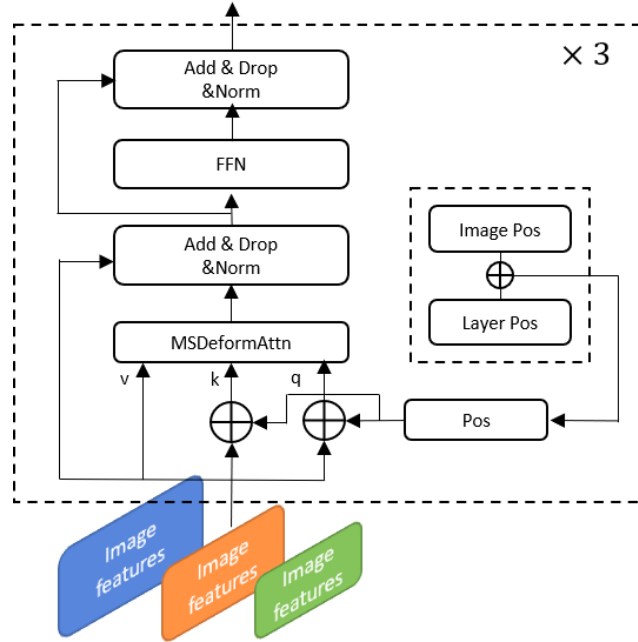 × 3
Add & Drop
&Norm
FFN
Add & Drop
&Norm
Image Pos
Layer Pos
MSDeformAttn
v
k
q
Pos
Image
features
Image
features
Image
features